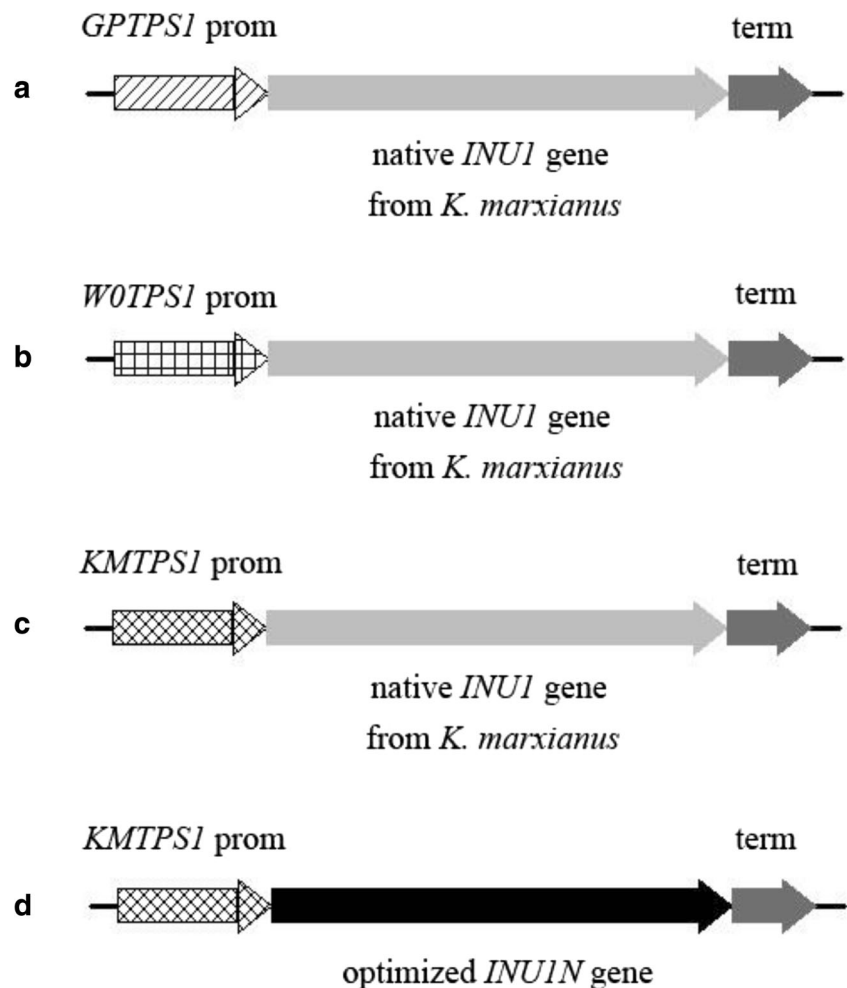 GPTPS1 prom term
a
native INU1 gene
from K. marxianus
W0TPS1 prom term
b
native INU1 gene
from K. marxianus
KMTPS1 prom term
c
native INU1 gene
from K. marxianus
KMTPS1 prom term
d
optimized INU1N gene